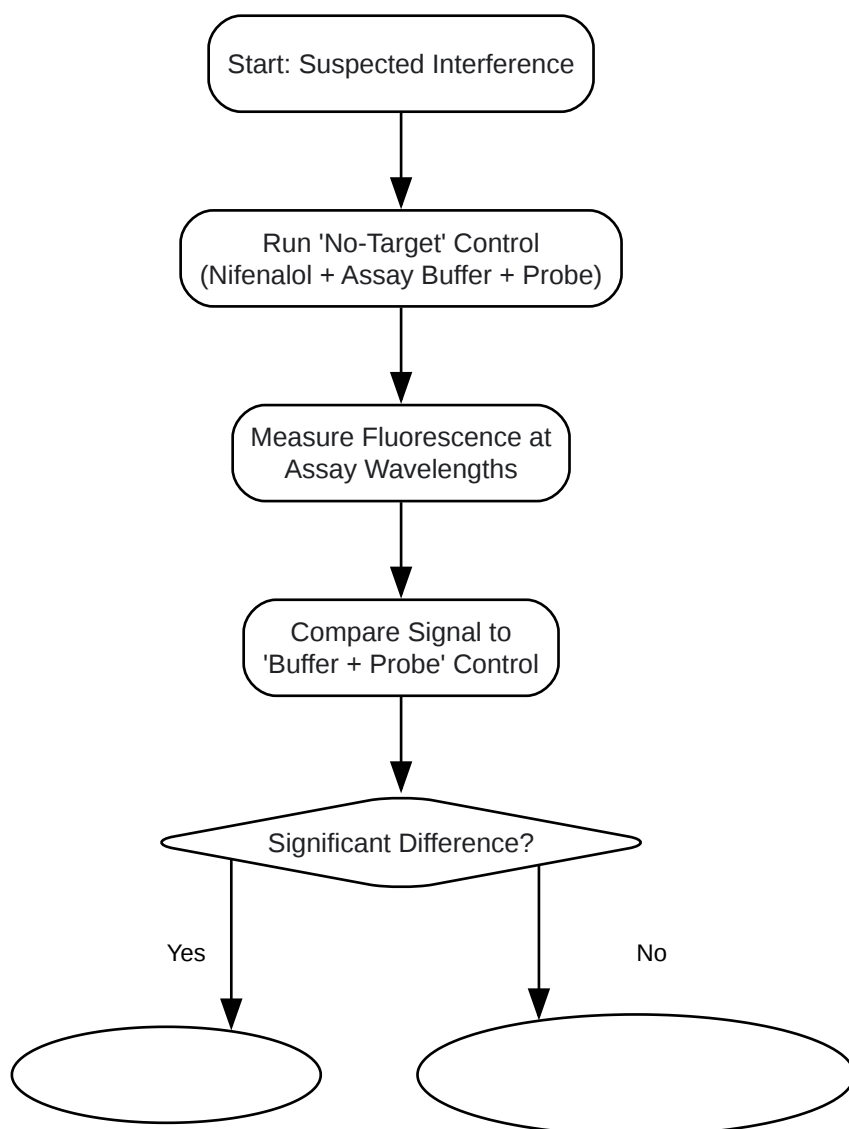 Start: Suspected Interference
Run 'No-Target' Control
(Nifenalol + Assay Buffer + Probe)
Measure Fluorescence at
Assay Wavelengths
Compare Signal to
'Buffer + Probe' Control
Significant Difference?
Yes
No